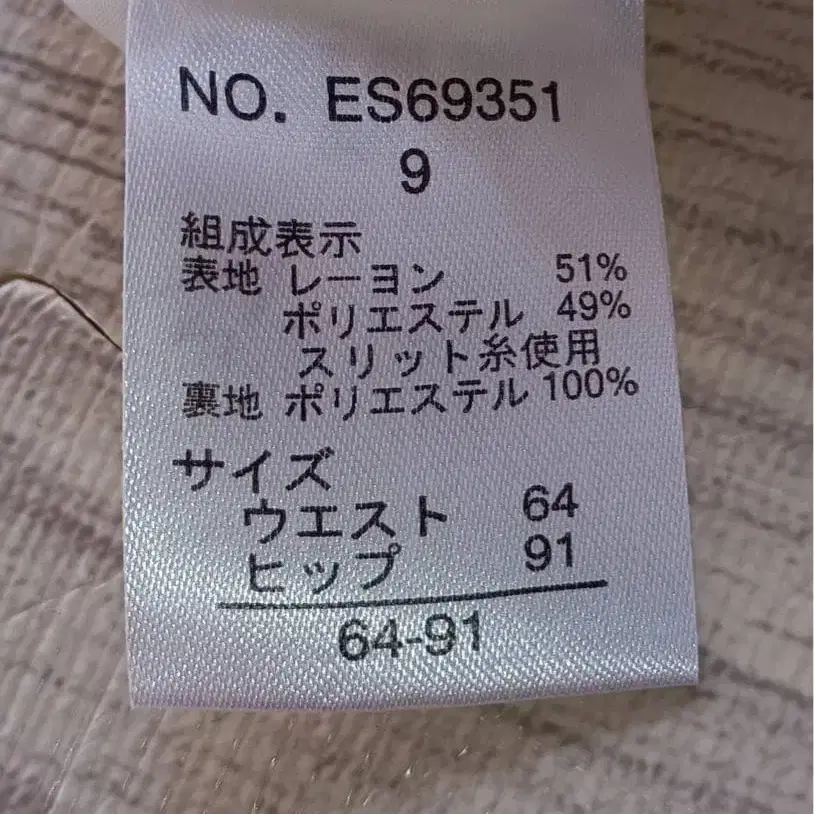 NO. ES69351
9
組成表示
表地 レーヨン 51%
ポリエステル 49%
スリット糸使用
裏地 ポリエステル 100%
サイズ
ウエスト 64
ヒップ 91
64-91